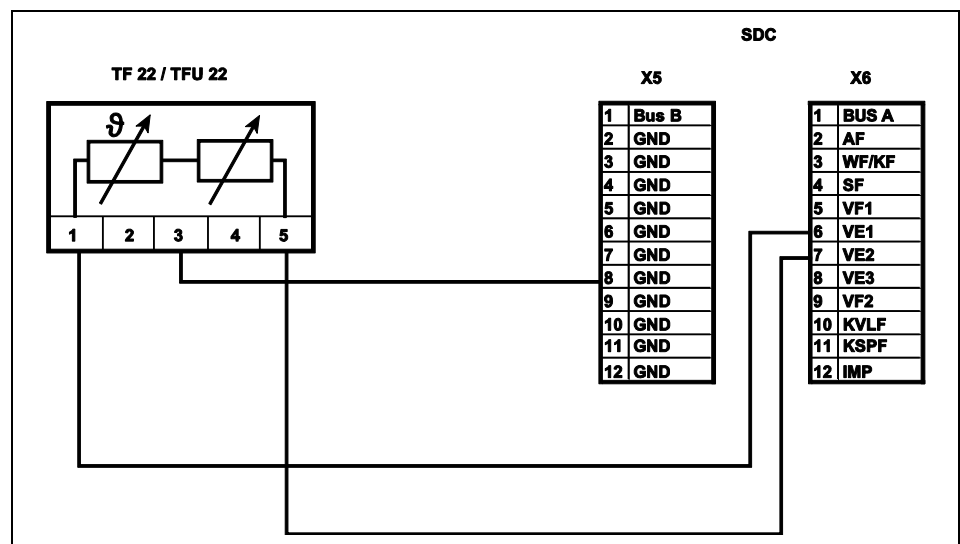 SDC
TF 22 / TFU 22
X5
X6
ϑ
1 2 3 4 5
1 Bus B
2 GND
3 GND
4 GND
5 GND
6 GND
7 GND
8 GND
9 GND
10 GND
11 GND
12 GND
1 BUS A
2 AF
3 WF/KF
4 SF
5 VF1
6 VE1
7 VE2
8 VE3
9 VF2
10 KVLF
11 KSPF
12 IMP